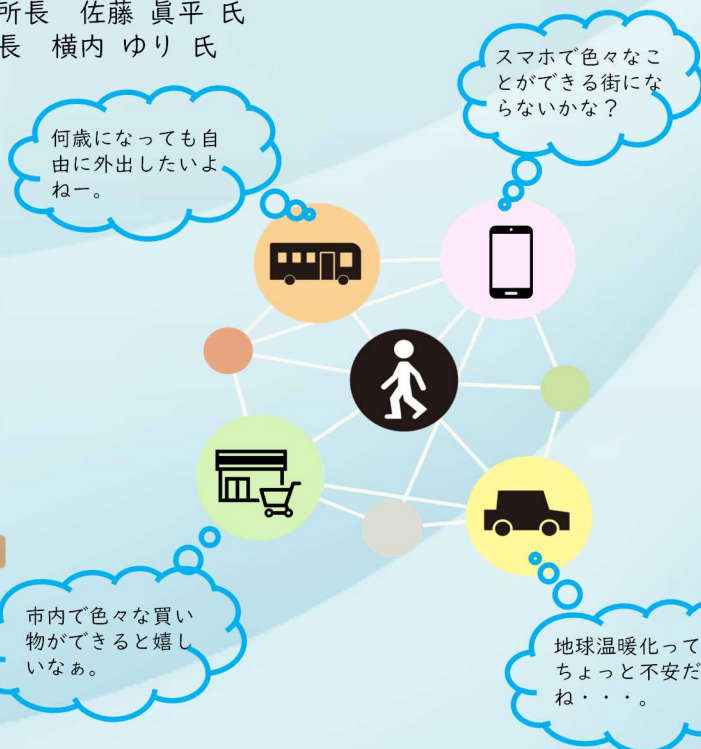 所長 佐藤 眞平 氏
長 横内 ゆり 氏
スマホで色々なこ
とができる街にな
らないかな？
何歳になっても自
由に外出したいよ
ねー。
市内で色々な買い
物ができると嬉し
いなぁ。
地球温暖化って
ちょっと不安だ
ね・・・。